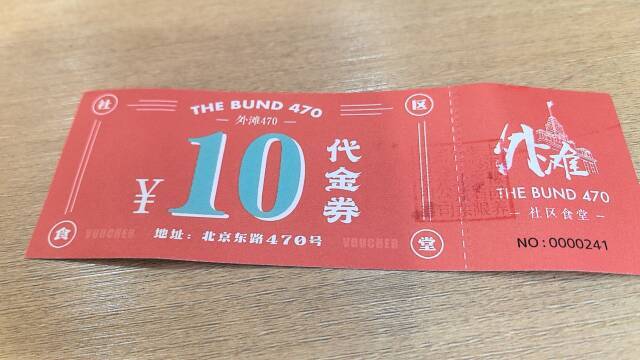 社
区
THE BUND 470
外滩470
¥10
代金券
食
VOUCHER
地址：北京东路470号
VOUCHER
堂
外滩
THE BUND 470
社区食堂
NO:0000241